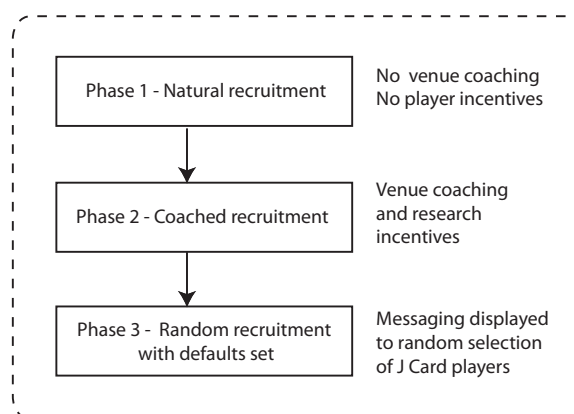 Phase 1 - Natural recruitment
No venue coaching
No player incentives
Phase 2 - Coached recruitment
Venue coaching
and research
incentives
Phase 3 - Random recruitment
with defaults set
Messaging displayed
to random selection
of J Card players